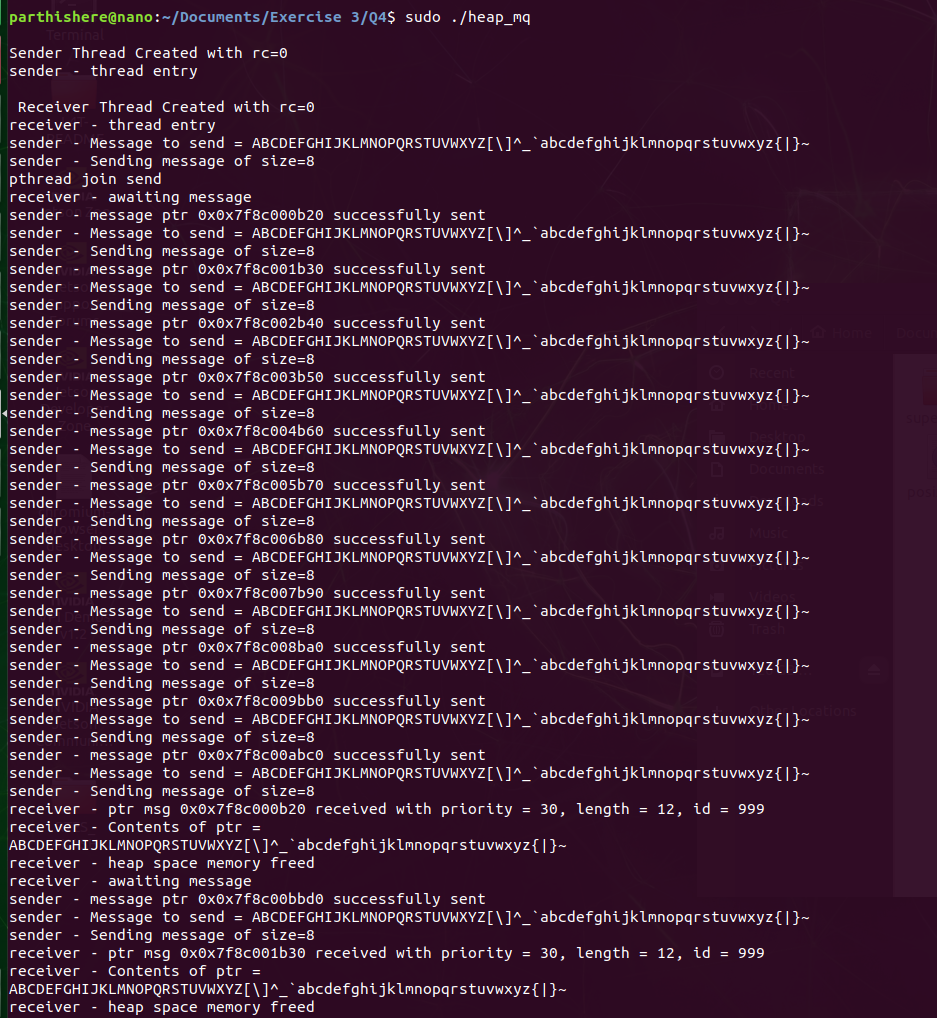 parthishere@nano:~/Documents/Exercise 3/Q4$ sudo ./heap_mq
Sender Thread Created with rc=0
sender - thread entry
Receiver Thread Created with rc=0
receiver - thread entry
sender - Message to send = ABCDEFGHIJKLMNOPQRSTUVWXYZ[\]^_`abcdefghijklmnopqrstuvwxyz{|}~
sender - Sending message of size=8
pthread join send
receiver - awaiting message
sender - message ptr 0x0x7f8c000b20 successfully sent
sender - Message to send = ABCDEFGHIJKLMNOPQRSTUVWXYZ[\]^_`abcdefghijklmnopqrstuvwxyz{|}~
sender - Sending message of size=8
sender - message ptr 0x0x7f8c001b30 successfully sent
sender - Message to send = ABCDEFGHIJKLMNOPQRSTUVWXYZ[\]^_`abcdefghijklmnopqrstuvwxyz{|}~
sender - Sending message of size=8
sender - message ptr 0x0x7f8c002b40 successfully sent
sender - Message to send = ABCDEFGHIJKLMNOPQRSTUVWXYZ[\]^_`abcdefghijklmnopqrstuvwxyz{|}~
sender - Sending message of size=8
sender - message ptr 0x0x7f8c003b50 successfully sent
sender - Message to send = ABCDEFGHIJKLMNOPQRSTUVWXYZ[\]^_`abcdefghijklmnopqrstuvwxyz{|}~
sender - Sending message of size=8
sender - message ptr 0x0x7f8c004b60 successfully sent
sender - Message to send = ABCDEFGHIJKLMNOPQRSTUVWXYZ[\]^_`abcdefghijklmnopqrstuvwxyz{|}~
sender - Sending message of size=8
sender - message ptr 0x0x7f8c005b70 successfully sent
sender - Message to send = ABCDEFGHIJKLMNOPQRSTUVWXYZ[\]^_`abcdefghijklmnopqrstuvwxyz{|}~
sender - Sending message of size=8
sender - message ptr 0x0x7f8c006b80 successfully sent
sender - Message to send = ABCDEFGHIJKLMNOPQRSTUVWXYZ[\]^_`abcdefghijklmnopqrstuvwxyz{|}~
sender - Sending message of size=8
sender - message ptr 0x0x7f8c007b90 successfully sent
sender - Message to send = ABCDEFGHIJKLMNOPQRSTUVWXYZ[\]^_`abcdefghijklmnopqrstuvwxyz{|}~
sender - Sending message of size=8
sender - message ptr 0x0x7f8c008ba0 successfully sent
sender - Message to send = ABCDEFGHIJKLMNOPQRSTUVWXYZ[\]^_`abcdefghijklmnopqrstuvwxyz{|}~
sender - Sending message of size=8
sender - message ptr 0x0x7f8c009bb0 successfully sent
sender - Message to send = ABCDEFGHIJKLMNOPQRSTUVWXYZ[\]^_`abcdefghijklmnopqrstuvwxyz{|}~
sender - Sending message of size=8
sender - message ptr 0x0x7f8c00abc0 successfully sent
sender - Message to send = ABCDEFGHIJKLMNOPQRSTUVWXYZ[\]^_`abcdefghijklmnopqrstuvwxyz{|}~
sender - Sending message of size=8
receiver - ptr msg 0x0x7f8c000b20 received with priority = 30, length = 12, id = 999
receiver - Contents of ptr =
ABCDEFGHIJKLMNOPQRSTUVWXYZ[\]^_`abcdefghijklmnopqrstuvwxyz{|}~
receiver - heap space memory freed
receiver - awaiting message
sender - message ptr 0x0x7f8c00bbd0 successfully sent
sender - Message to send = ABCDEFGHIJKLMNOPQRSTUVWXYZ[\]^_`abcdefghijklmnopqrstuvwxyz{|}~
sender - Sending message of size=8
receiver - ptr msg 0x0x7f8c001b30 received with priority = 30, length = 12, id = 999
receiver - Contents of ptr =
ABCDEFGHIJKLMNOPQRSTUVWXYZ[\]^_`abcdefghijklmnopqrstuvwxyz{|}~
receiver - heap space memory freed